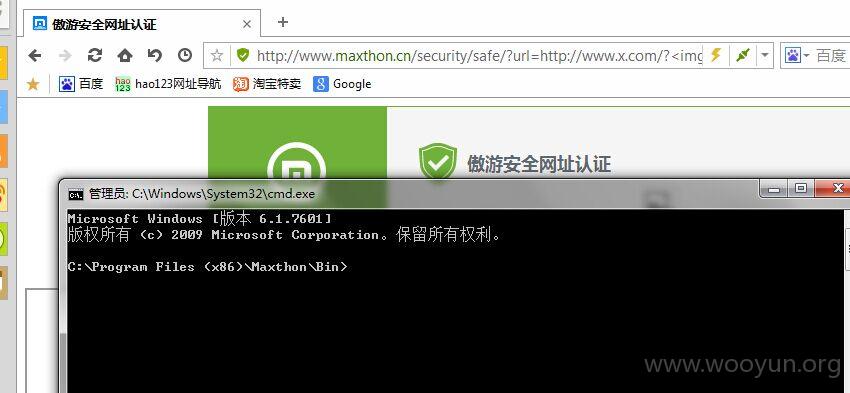 傲游安全网址认证
http://www.maxthon.cn/security/safe/?url=http://www.x.com/?<img
百度
百度
hao123网址导航
淘宝特卖
Google
傲游安全网址认证
管理员: C:\Windows\System32\cmd.exe
Microsoft Windows [版本 6.1.7601]
版权所有 (c) 2009 Microsoft Corporation。保留所有权利。
C:\Program Files (x86)\Maxthon\Bin>
www.wooyun.org